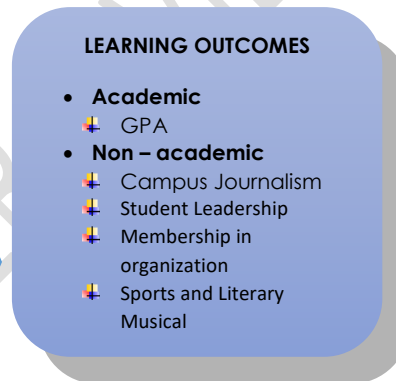 LEARNING OUTCOMES
• Academic
GPA
• Non – academic
Campus Journalism
Student Leadership
Membership in
organization
Sports and Literary
Musical